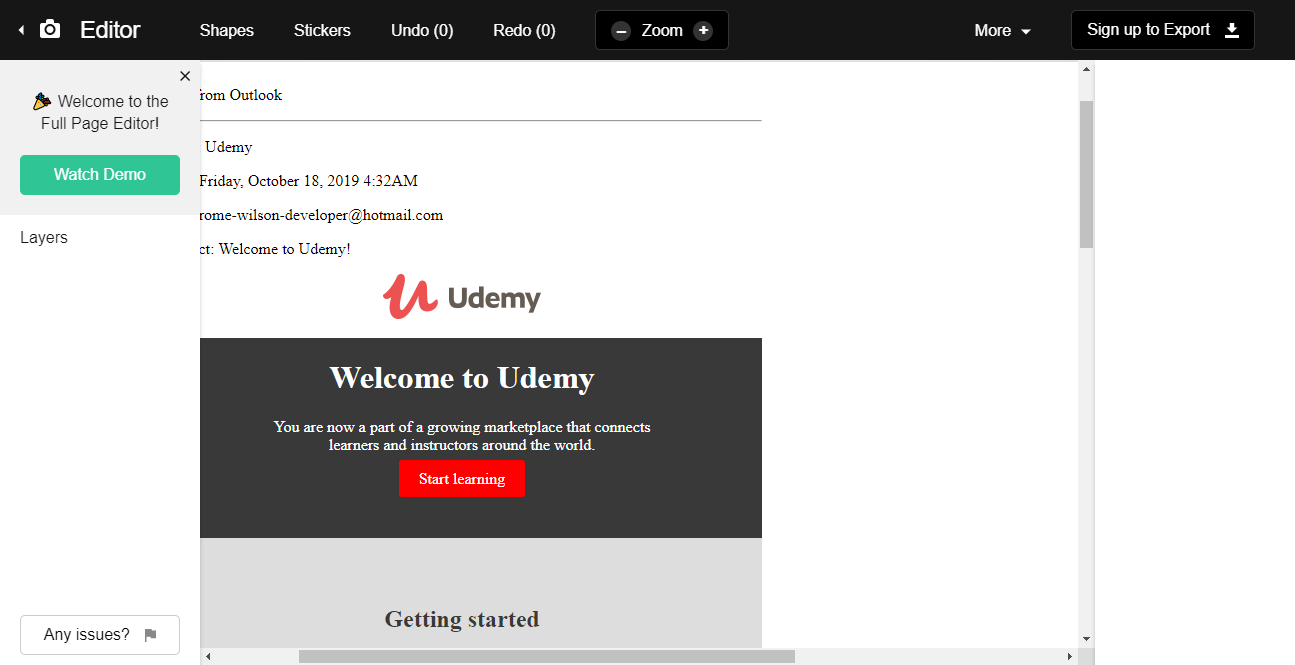 Editor Shapes Stickers Undo (0) Redo (0) Zoom More Sign up to Export
Welcome to the
Full Page Editor!
Watch Demo
Layers
from Outlook
Udemy
Friday, October 18, 2019 4:32AM
rome-wilson-developer@hotmail.com
ct: Welcome to Udemy!
Udemy
Welcome to Udemy
You are now a part of a growing marketplace that connects
learners and instructors around the world.
Start learning
Getting started
Any issues?